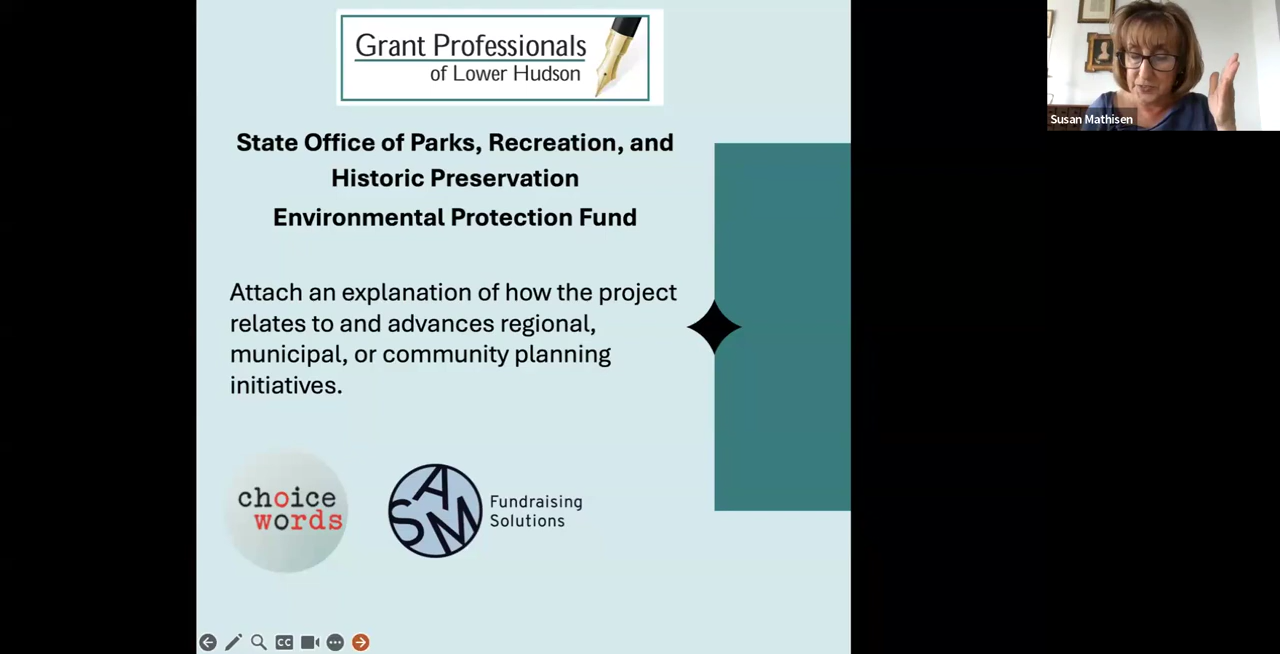 Grant Professionals
of Lower Hudson
Susan Mathisen
State Office of Parks, Recreation, and
Historic Preservation
Environmental Protection Fund
Attach an explanation of how the project
relates to and advances regional,
municipal, or community planning
initiatives.
choice
words
SAM
Fundraising
Solutions
CC